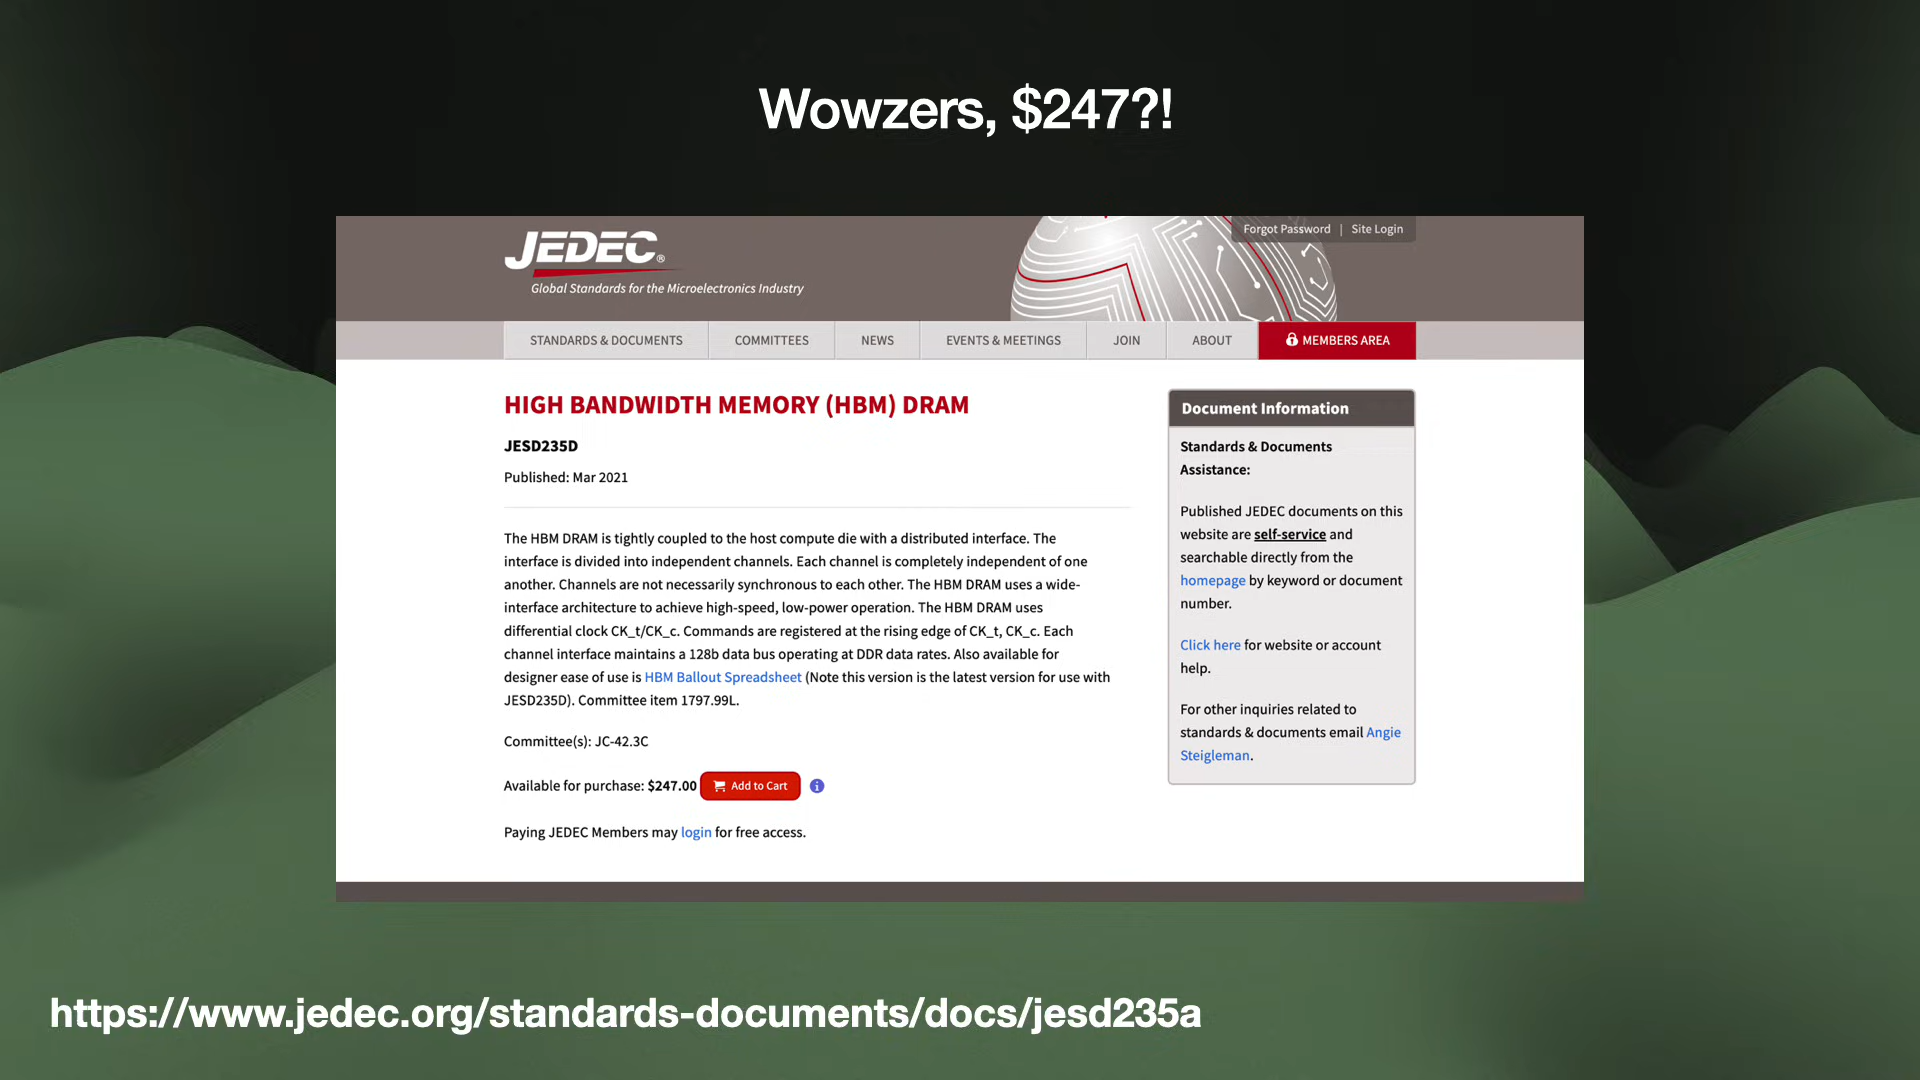 Wowzers, $247?!
JEDEC®
Global Standards for the Microelectronics Industry
Forgot Password | Site Login
STANDARDS & DOCUMENTS COMMITTEES NEWS EVENTS & MEETINGS JOIN ABOUT MEMBERS AREA
HIGH BANDWIDTH MEMORY (HBM) DRAM
JESD235D
Published: Mar 2021
The HBM DRAM is tightly coupled to the host compute die with a distributed interface. The
interface is divided into independent channels. Each channel is completely independent of one
another. Channels are not necessarily synchronous to each other. The HBM DRAM uses a wide-
interface architecture to achieve high-speed, low-power operation. The HBM DRAM uses
differential clock CK_t/CK_c. Commands are registered at the rising edge of CK_t, CK_c. Each
channel interface maintains a 128b data bus operating at DDR data rates. Also available for
designer ease of use is HBM Ballout Spreadsheet (Note this version is the latest version for use with
JESD235D). Committee item 1797.99L.
Committee(s): JC-42.3C
Available for purchase: $247.00 Add to Cart i
Paying JEDEC Members may login for free access.
Document Information
Standards & Documents
Assistance:
Published JEDEC documents on this
website are self-service and
searchable directly from the
homepage by keyword or document
number.
Click here for website or account
help.
For other inquiries related to
standards & documents email Angie
Steigleman.
https://www.jedec.org/standards-documents/docs/jesd235a